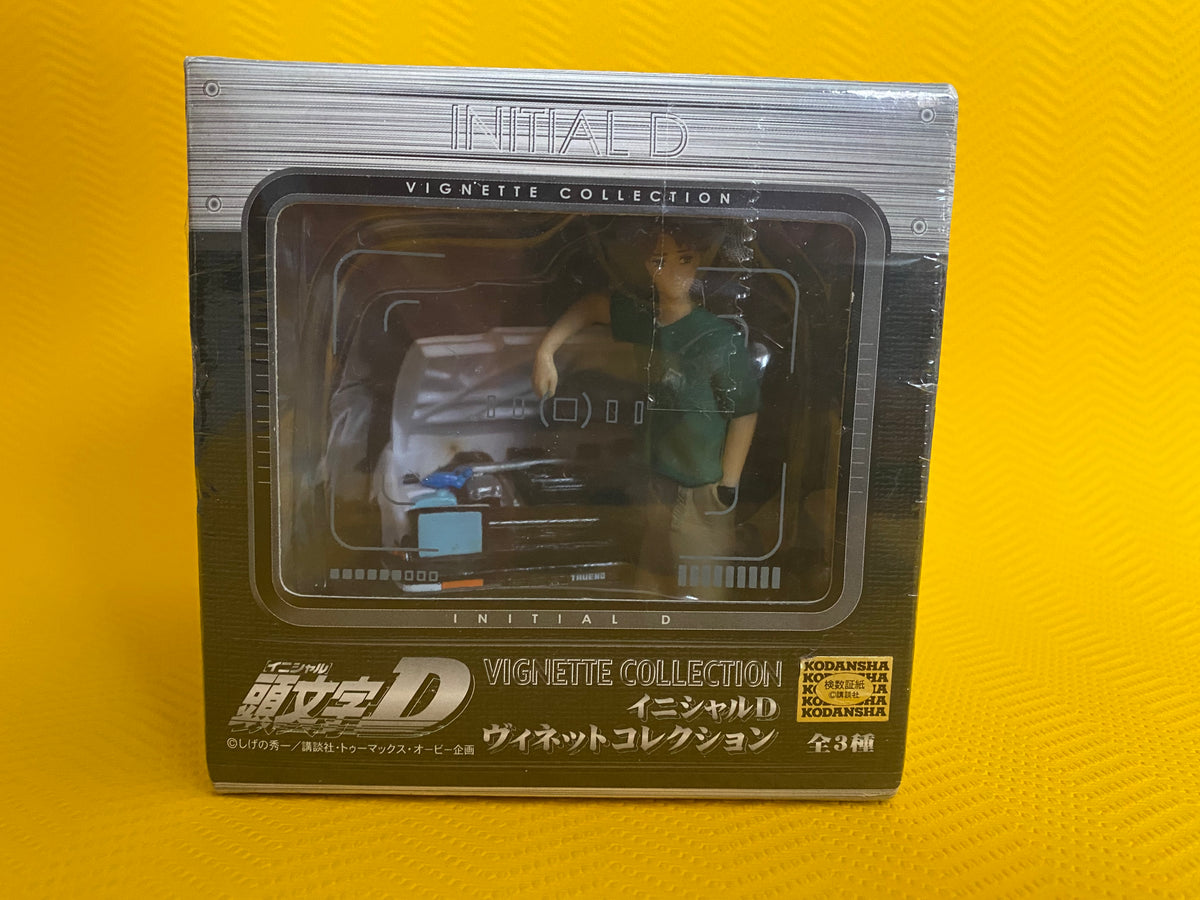 INITIAL D
VIGNETTE COLLECTION
TRUENO
INITIAL D
イニシャル
頭文字D
©しげの秀一/講談社・トゥーマックス・オービー企画
VIGNETTE COLLECTION
イニシャルD
ヴィネットコレクション
KODANSHA
検数証紙
©講談社
KODANSHA
全3種